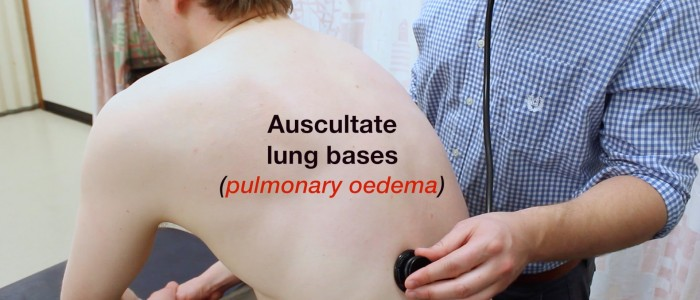 Auscultate
lung bases
(pulmonary oedema)